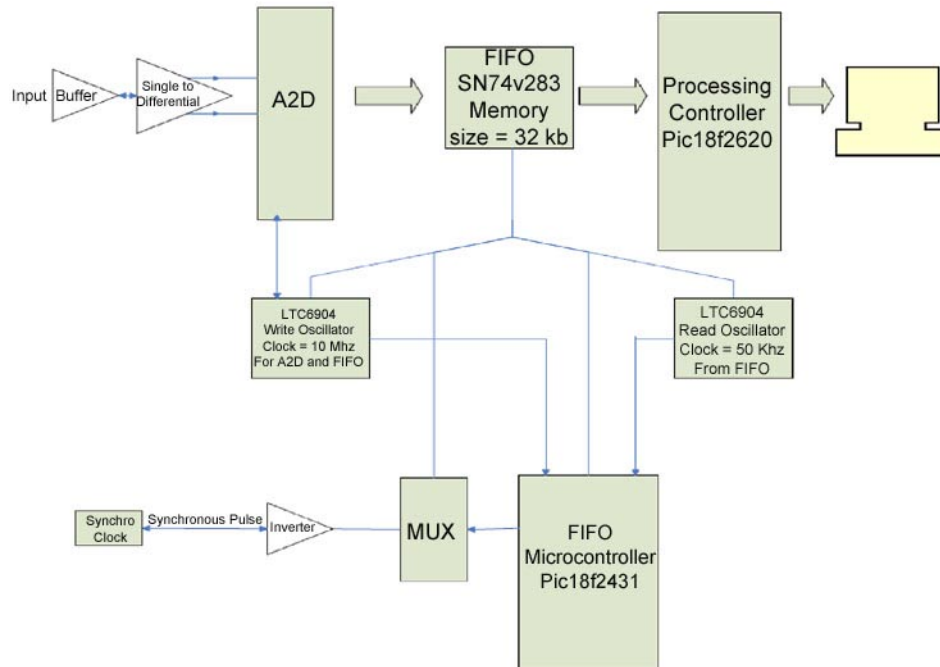 Input
Buffer
Single to
Differential
A2D
FIFO
SN74v283
Memory
size = 32 kb
Processing
Controller
Pic18f2620
LTC6904
Write Oscillator
Clock = 10 Mhz
For A2D and FIFO
LTC6904
Read Oscillator
Clock = 50 Khz
From FIFO
Synchro
Clock
Synchronous Pulse
Inverter
MUX
FIFO
Microcontroller
Pic18f2431